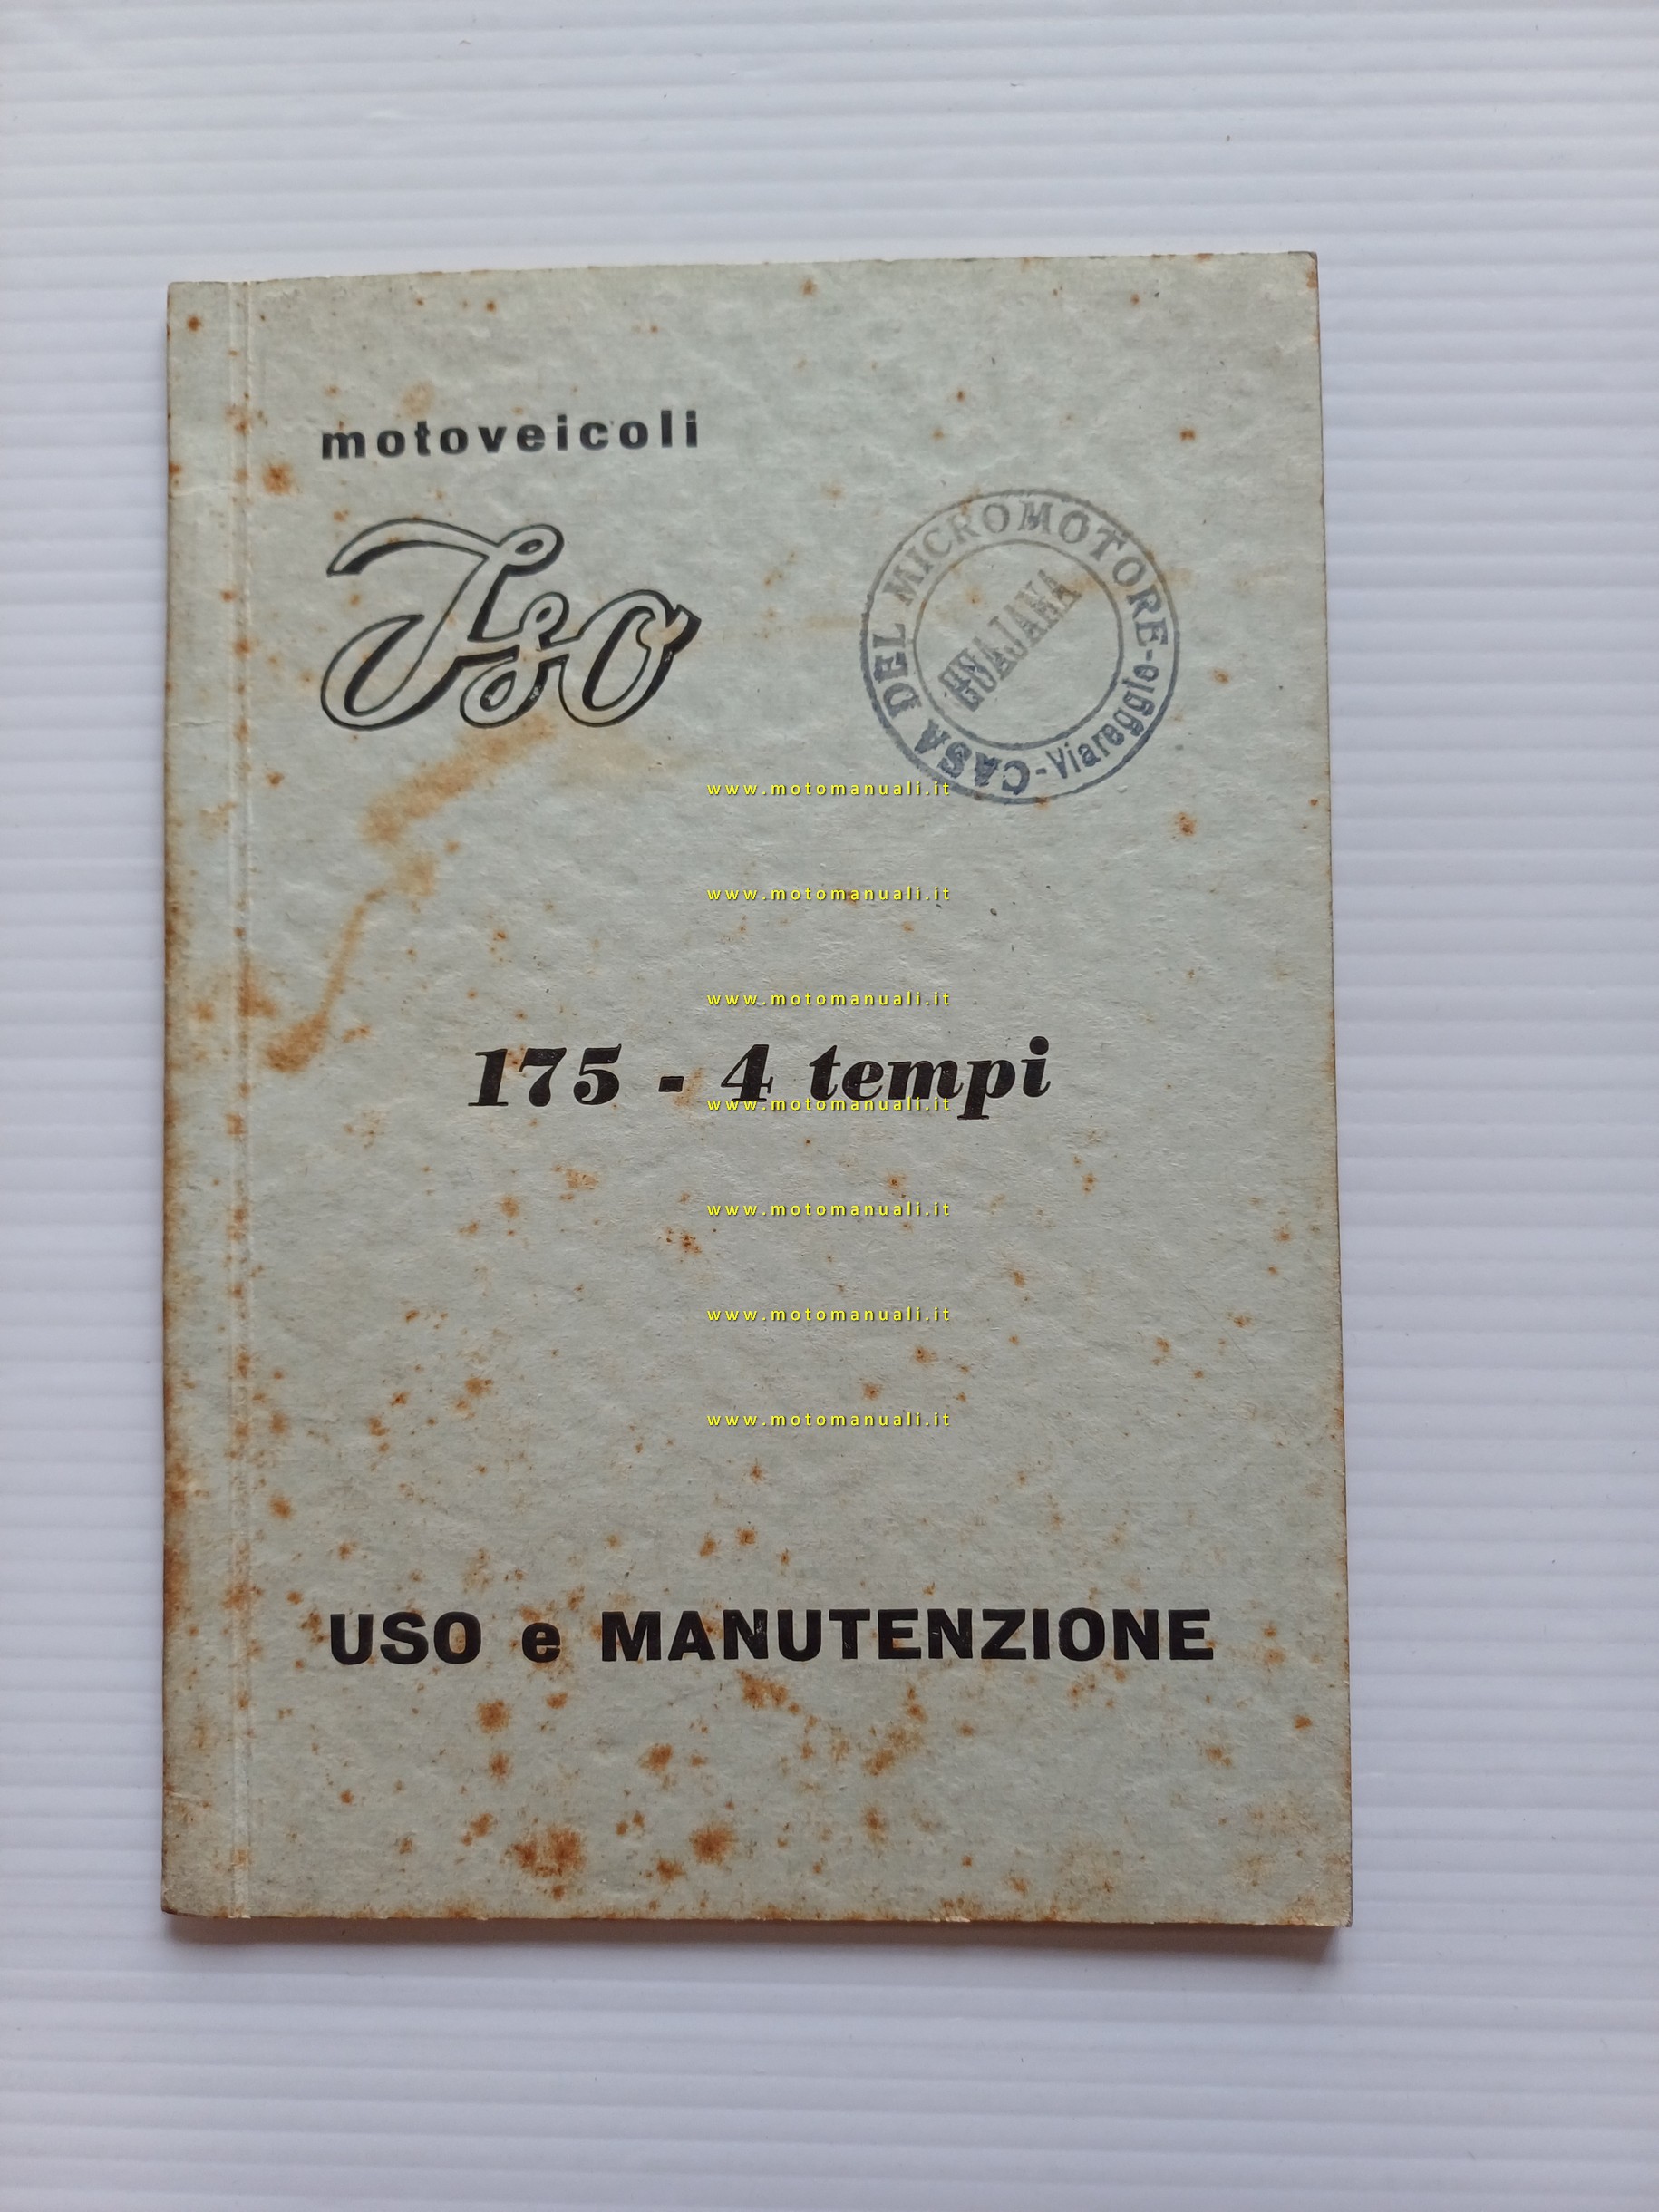 motoveicoli
Iso
CASA DEL MICROMOTORE
- Viareggio -
www.motomanuali.it
www.motomanuali.it
www.motomanuali.it
175 - 4 tempi
www.motomanuali.it
www.motomanuali.it
www.motomanuali.it
www.motomanuali.it
USO e MANUTENZIONE